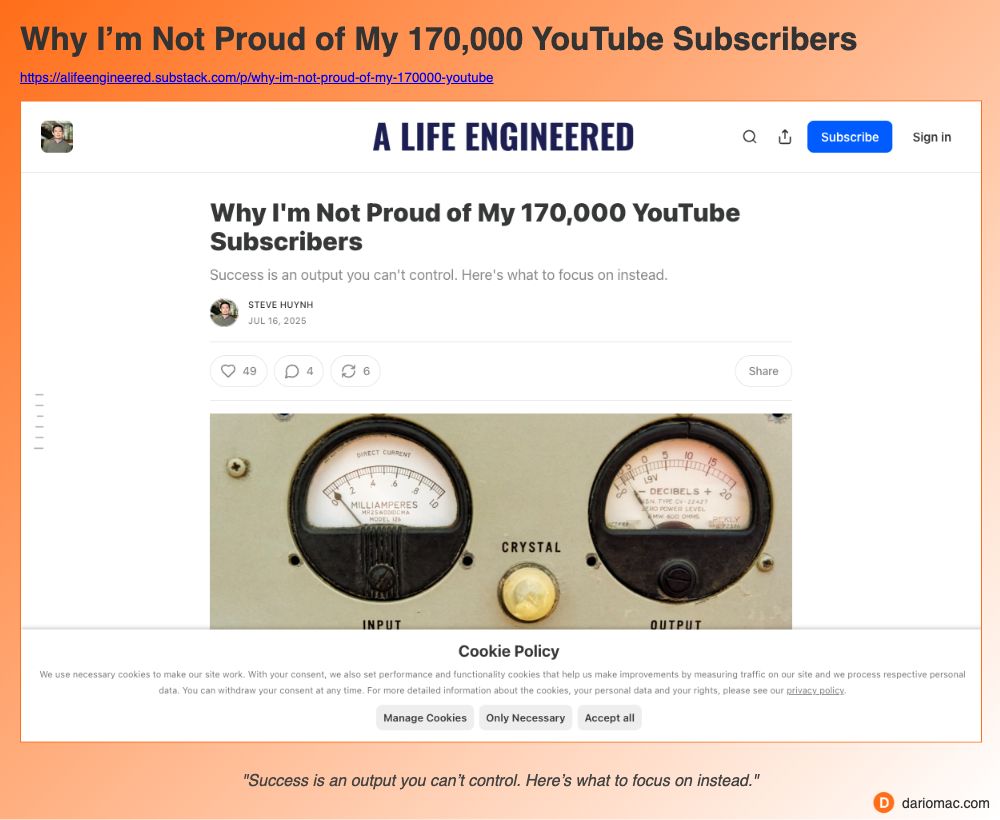 Why I’m Not Proud of My 170,000 YouTube Subscribers
https://alifeengineered.substack.com/p/why-im-not-proud-of-my-170000-youtube
A LIFE ENGINEERED
Subscribe
Sign in
Why I'm Not Proud of My 170,000 YouTube
Subscribers
Success is an output you can't control. Here's what to focus on instead.
STEVE HUYNH
JUL 16, 2025
49
4
6
Share
DIRECT CURRENT
0 2 4 6 8 1.0
MILLIAMPERES
MODEL 126
0 5 10 15 20
- DECIBELS +
ZERO POWER LEVEL
6MW 600 OHMS
CRYSTAL
INPUT
OUTPUT
Cookie Policy
We use necessary cookies to make our site work. With your consent, we also set performance and functionality cookies that help us make improvements by measuring traffic on our site and we process respective personal
data. You can withdraw your consent at any time. For more detailed information about the cookies, your personal data and your rights, please see our privacy policy.
Manage Cookies
Only Necessary
Accept all
"Success is an output you can’t control. Here’s what to focus on instead."
D
dariomac.com